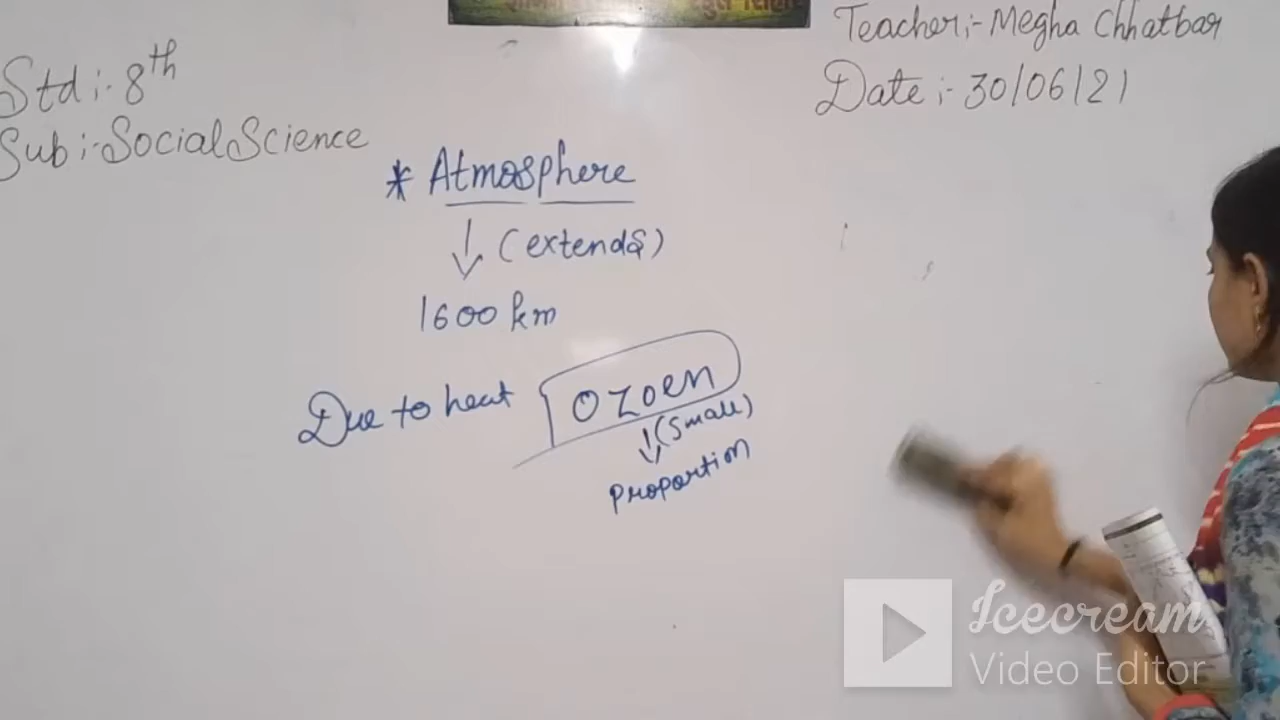 Teacher:- Megha Chhatbar
Std:- 8th
Date:- 30/06/21
Sub:- Social Science
* Atmosphere
↓ (extends)
1600 km
Due to heat Ozoen
↓ (small)
proportion
Icecream
Video Editor